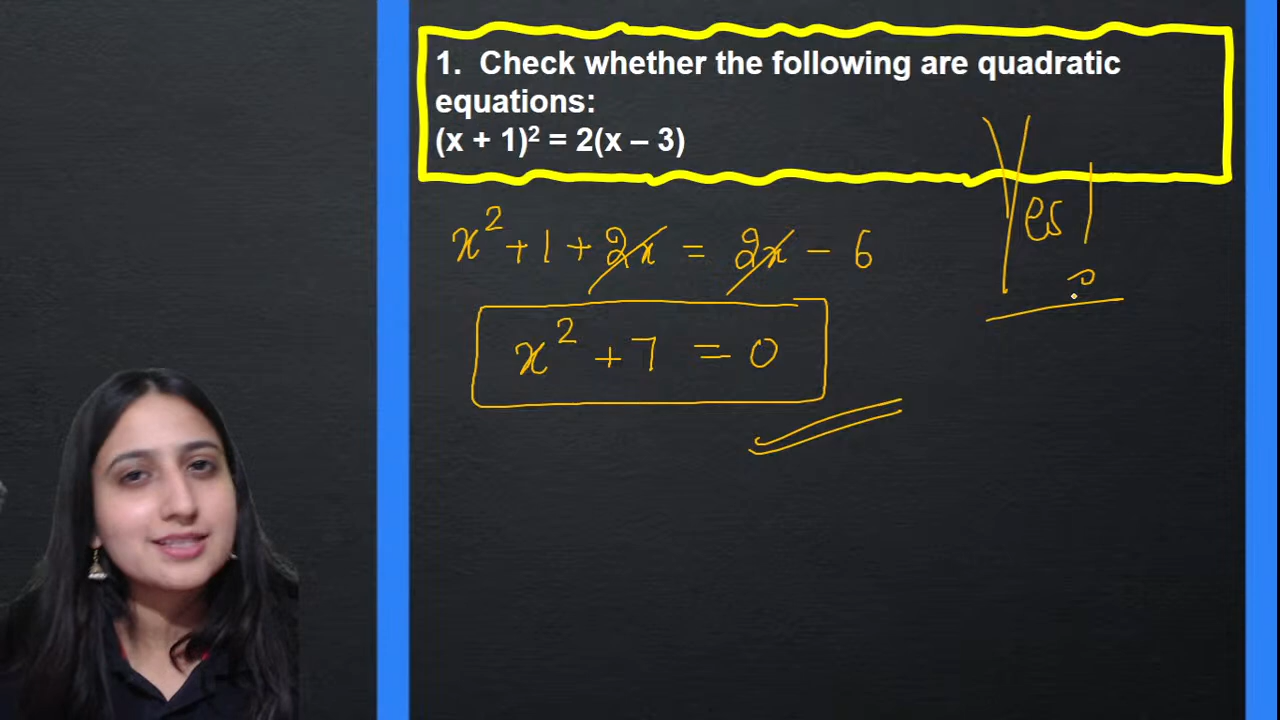 1. Check whether the following are quadratic
equations:
(x + 1)² = 2(x – 3)
Yes!
x² + 1 + 2x = 2x – 6
x² + 7 = 0